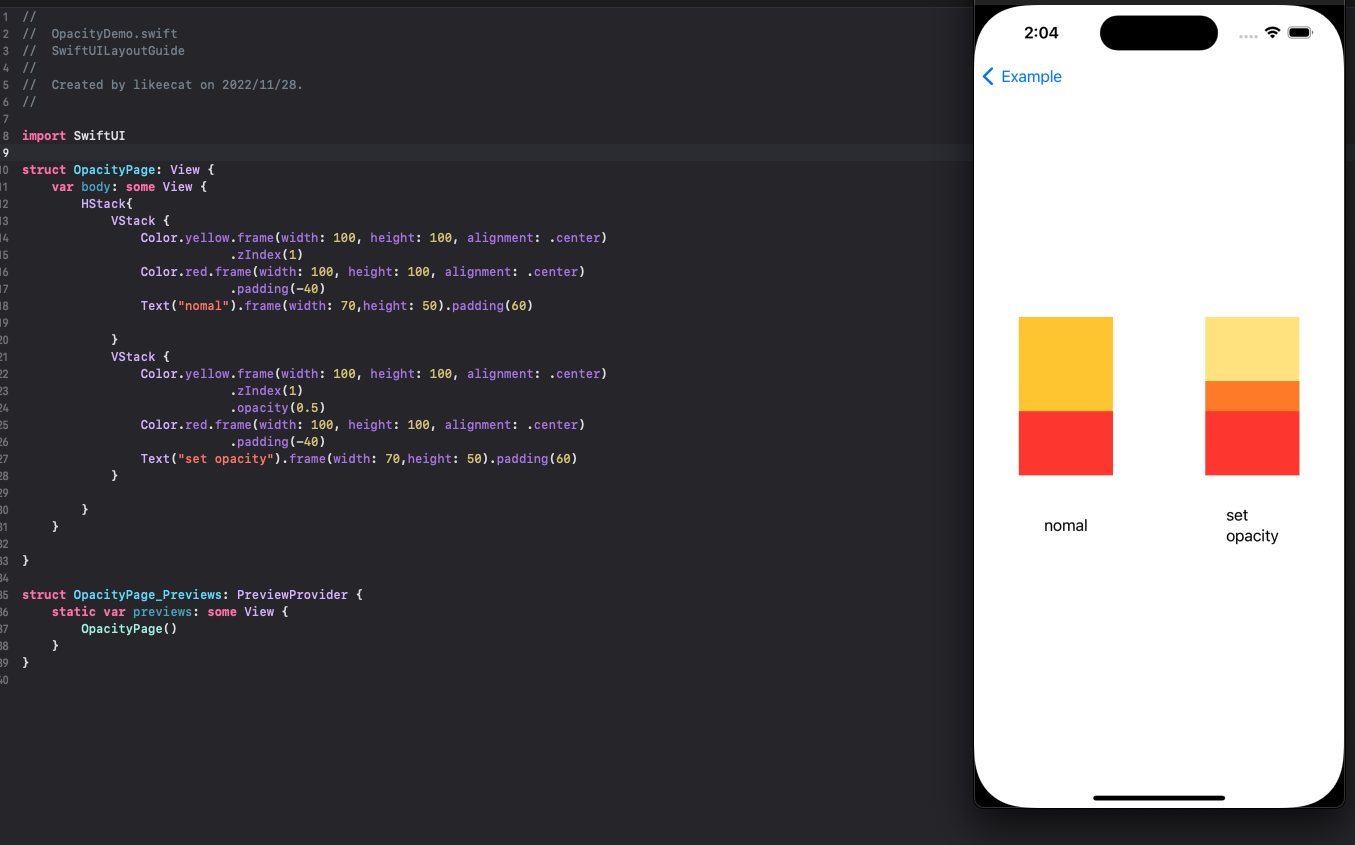 1 //
2 //  OpacityDemo.swift
3 //  SwiftUILayoutGuide
4 //
5 //  Created by likeecat on 2022/11/28.
6 //
7
8 import SwiftUI
9
10 struct OpacityPage: View {
11     var body: some View {
12         HStack{
13             VStack {
14                 Color.yellow.frame(width: 100, height: 100, alignment: .center)
15                             .zIndex(1)
16                 Color.red.frame(width: 100, height: 100, alignment: .center)
17                             .padding(-40)
18                 Text("nomal").frame(width: 70,height: 50).padding(60)
19
20             }
21             VStack {
22                 Color.yellow.frame(width: 100, height: 100, alignment: .center)
23                             .zIndex(1)
24                             .opacity(0.5)
25                 Color.red.frame(width: 100, height: 100, alignment: .center)
26                             .padding(-40)
27                 Text("set opacity").frame(width: 70,height: 50).padding(60)
28             }
29
30         }
31     }
32
33 }
34
35 struct OpacityPage_Previews: PreviewProvider {
36     static var previews: some View {
37         OpacityPage()
38     }
39 }
40
2:04
Example
nomal
set
opacity